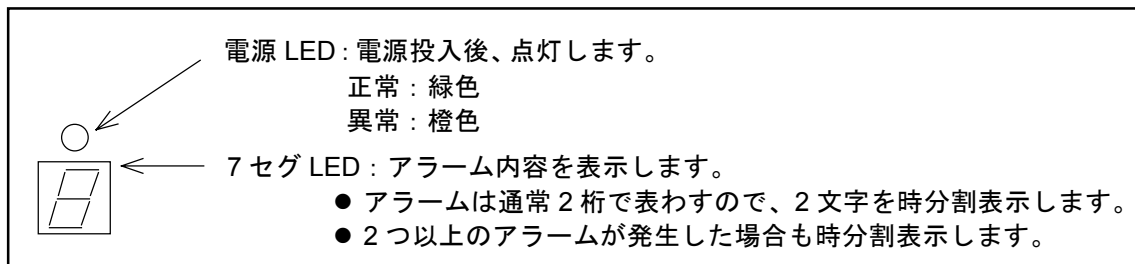 電源 LED : 電源投入後、点灯します。
正常 : 緑色
異常 : 橙色
7 セグ LED : アラーム内容を表示します。
● アラームは通常 2 桁で表わすので、2 文字を時分割表示します。
● 2 つ以上のアラームが発生した場合も時分割表示します。